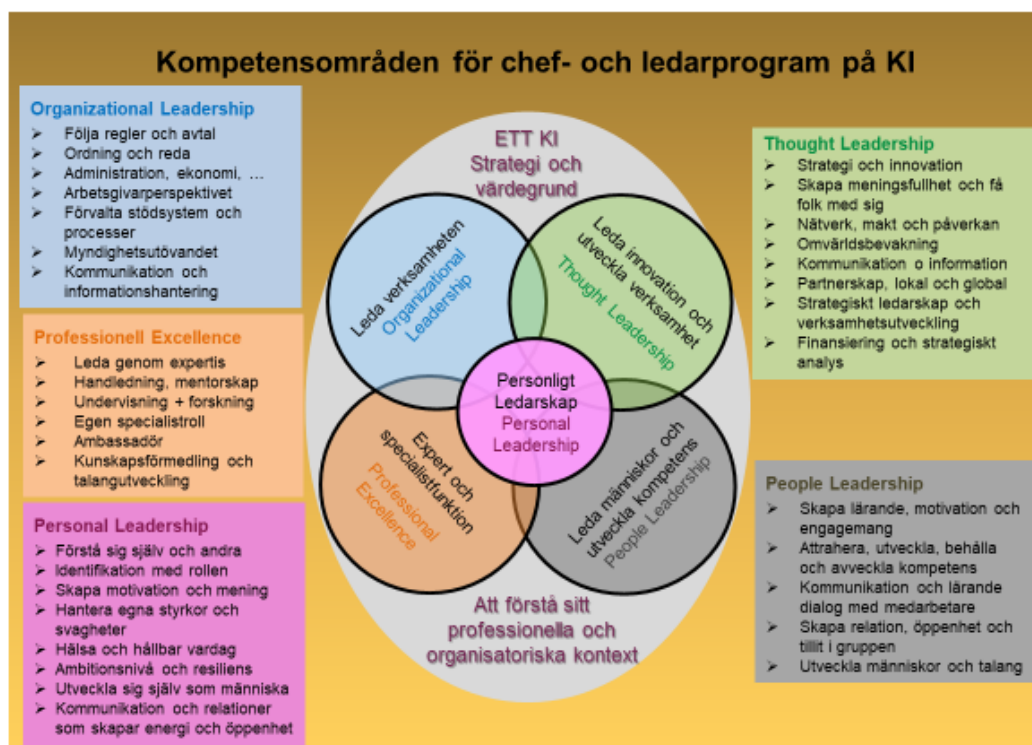 Kompetensområden för chef- och ledarprogram på KI
Organizational Leadership
➢ Följa regler och avtal
➢ Ordning och reda
➢ Administration, ekonomi, …
➢ Arbetsgivarperspektivet
➢ Förvalta stödsystem och
processer
➢ Myndighetsutövandet
➢ Kommunikation och
informationshantering
Professionell Excellence
➢ Leda genom expertis
➢ Handledning, mentorskap
➢ Undervisning + forskning
➢ Egen specialistroll
➢ Ambassadör
➢ Kunskapsförmedling och
talangutveckling
Personal Leadership
➢ Förstå sig själv och andra
➢ Identifikation med rollen
➢ Skapa motivation och mening
➢ Hantera egna styrkor och
svagheter
➢ Hälsa och hållbar vardag
➢ Ambitionsnivå och resiliens
➢ Utveckla sig själv som människa
➢ Kommunikation och relationer
som skapar energi och öppenhet
ETT KI
Strategi och
värdegrund
Leda verksamheten
Organizational
Leadership
Leda innovation och
utveckla verksamhet
Thought Leadership
Personligt
Ledarskap
Personal
Leadership
Expert och
specialistfunktion
Professional
Excellence
Leda människor och
utveckla kompetens
People Leadership
Att förstå sitt
professionella och
organisatoriska kontext
Thought Leadership
➢ Strategi och innovation
➢ Skapa meningsfullhet och få
folk med sig
➢ Nätverk, makt och påverkan
➢ Omvärldsbevakning
➢ Kommunikation o information
➢ Partnerskap, lokal och global
➢ Strategiskt ledarskap och
verksamhetsutveckling
➢ Finansiering och strategiskt
analys
People Leadership
➢ Skapa lärande, motivation och
engagemang
➢ Attrahera, utveckla, behålla
och avveckla kompetens
➢ Kommunikation och lärande
dialog med medarbetare
➢ Skapa relation, öppenhet och
tillit i gruppen
➢ Utveckla människor och talang